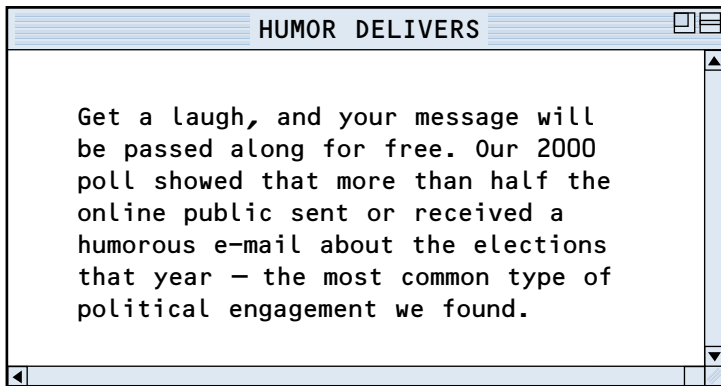 HUMOR DELIVERS
Get a laugh, and your message will
be passed along for free. Our 2000
poll showed that more than half the
online public sent or received a
humorous e-mail about the elections
that year — the most common type of
political engagement we found.